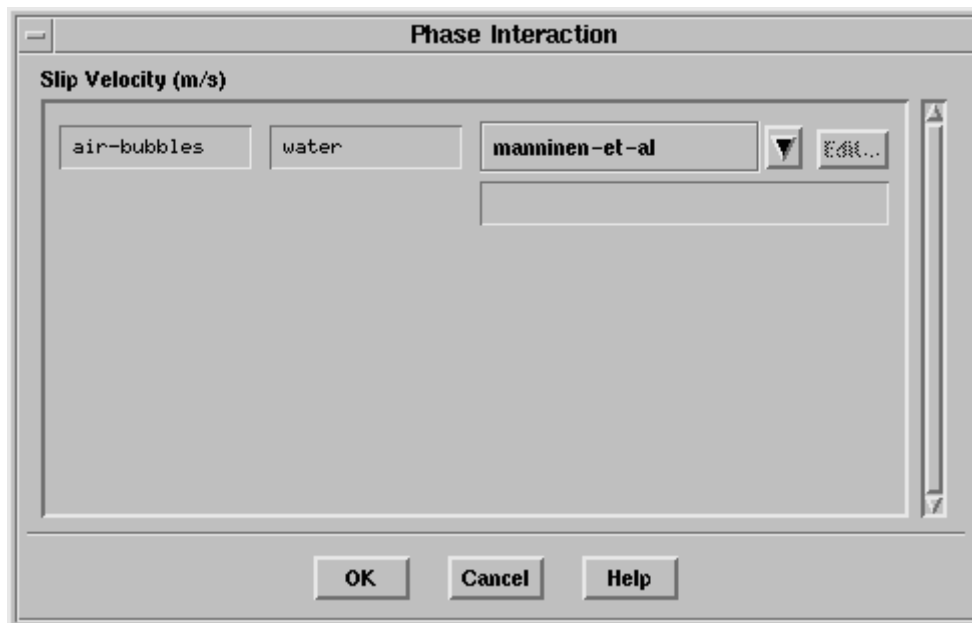 Phase Interaction
Slip Velocity (m/s)
air-bubbles water manninen-et-al Edit...
OK Cancel Help